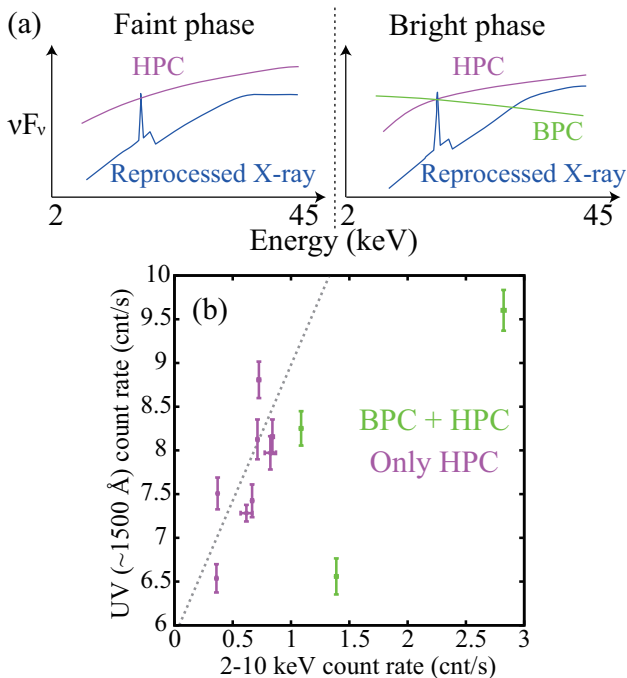 (a)
Faint phase
Bright phase
HPC
HPC
BPC
νFν
Reprocessed X-ray
Reprocessed X-ray
2
45
2
45
Energy (keV)
(b)
10
9.5
9
8.5
8
7.5
7
6.5
6
UV (~1500 Å) count rate (cnt/s)
BPC + HPC
Only HPC
0
0.5
1
1.5
2
2.5
3
2-10 keV count rate (cnt/s)